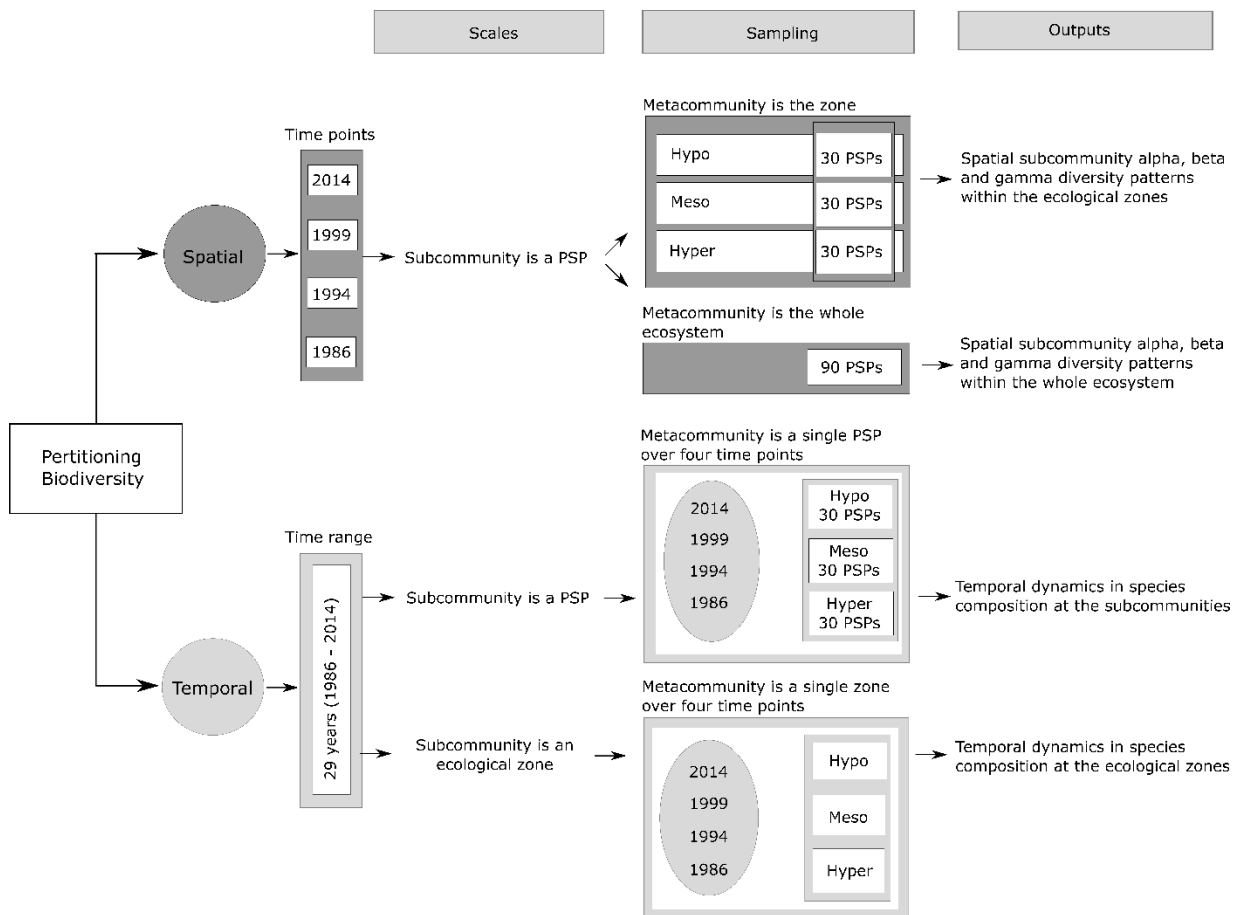 Scales
Sampling
Outputs
Metacommunity is the zone
Time points
2014
1999
1994
1986
Spatial
Subcommunity is a PSP
Hypo
30 PSPs
Meso
30 PSPs
Hyper
30 PSPs
Spatial subcommunity alpha, beta
and gamma diversity patterns
within the ecological zones
Metacommunity is the whole
ecosystem
90 PSPs
Spatial subcommunity alpha, beta
and gamma diversity patterns
within the whole ecosystem
Pertitioning
Biodiversity
Metacommunity is a single PSP
over four time points
2014
1999
1994
1986
Hypo
30 PSPs
Meso
30 PSPs
Hyper
30 PSPs
Time range
29 years (1986 - 2014)
Temporal
Subcommunity is a PSP
Temporal dynamics in species
composition at the subcommunities
Metacommunity is a single zone
over four time points
Subcommunity is an
ecological zone
2014
1999
1994
1986
Hypo
Meso
Hyper
Temporal dynamics in species
composition at the ecological zones